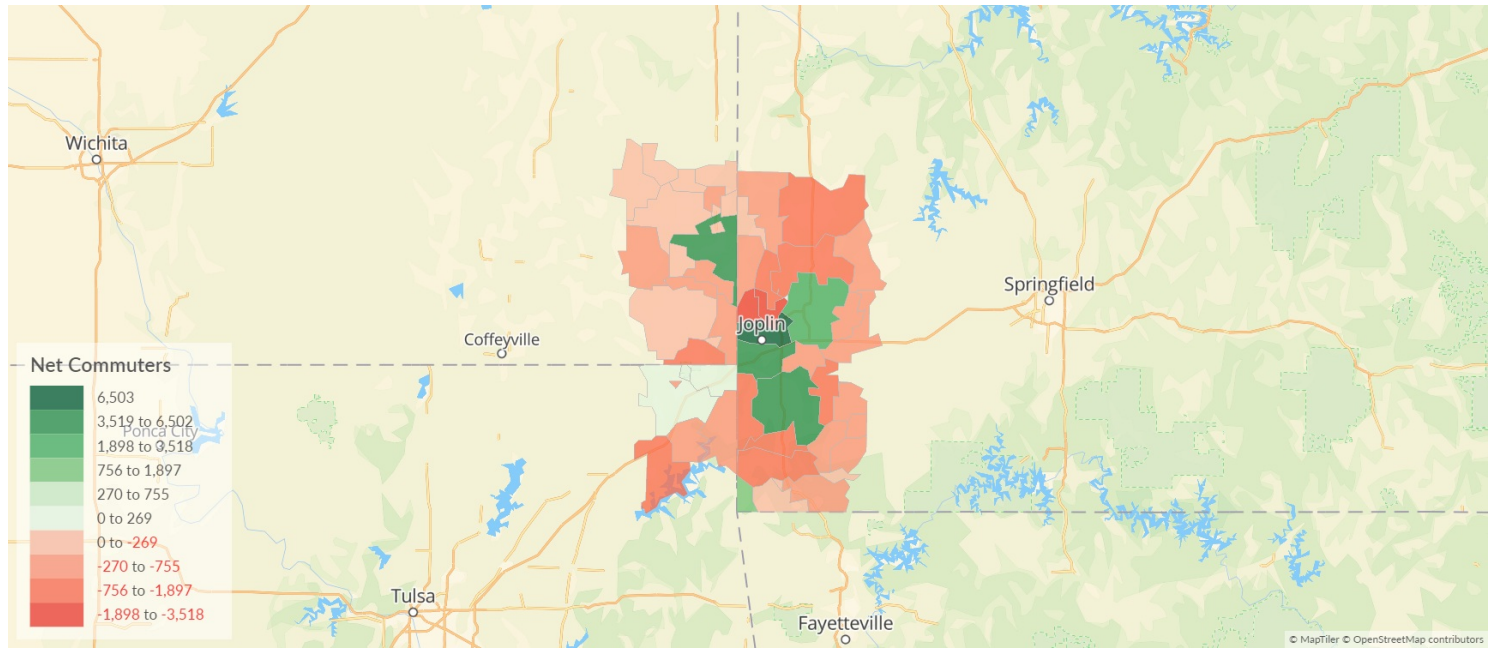 Wichita
Springfield
Joplin
Coffeyville
Ponca City
Tulsa
Fayetteville
Net Commuters
6,503
3,519 to 6,502
1,898 to 3,518
756 to 1,897
270 to 755
0 to 269
0 to -269
-270 to -755
-756 to -1,897
-1,898 to -3,518
© MapTiler © OpenStreetMap contributors